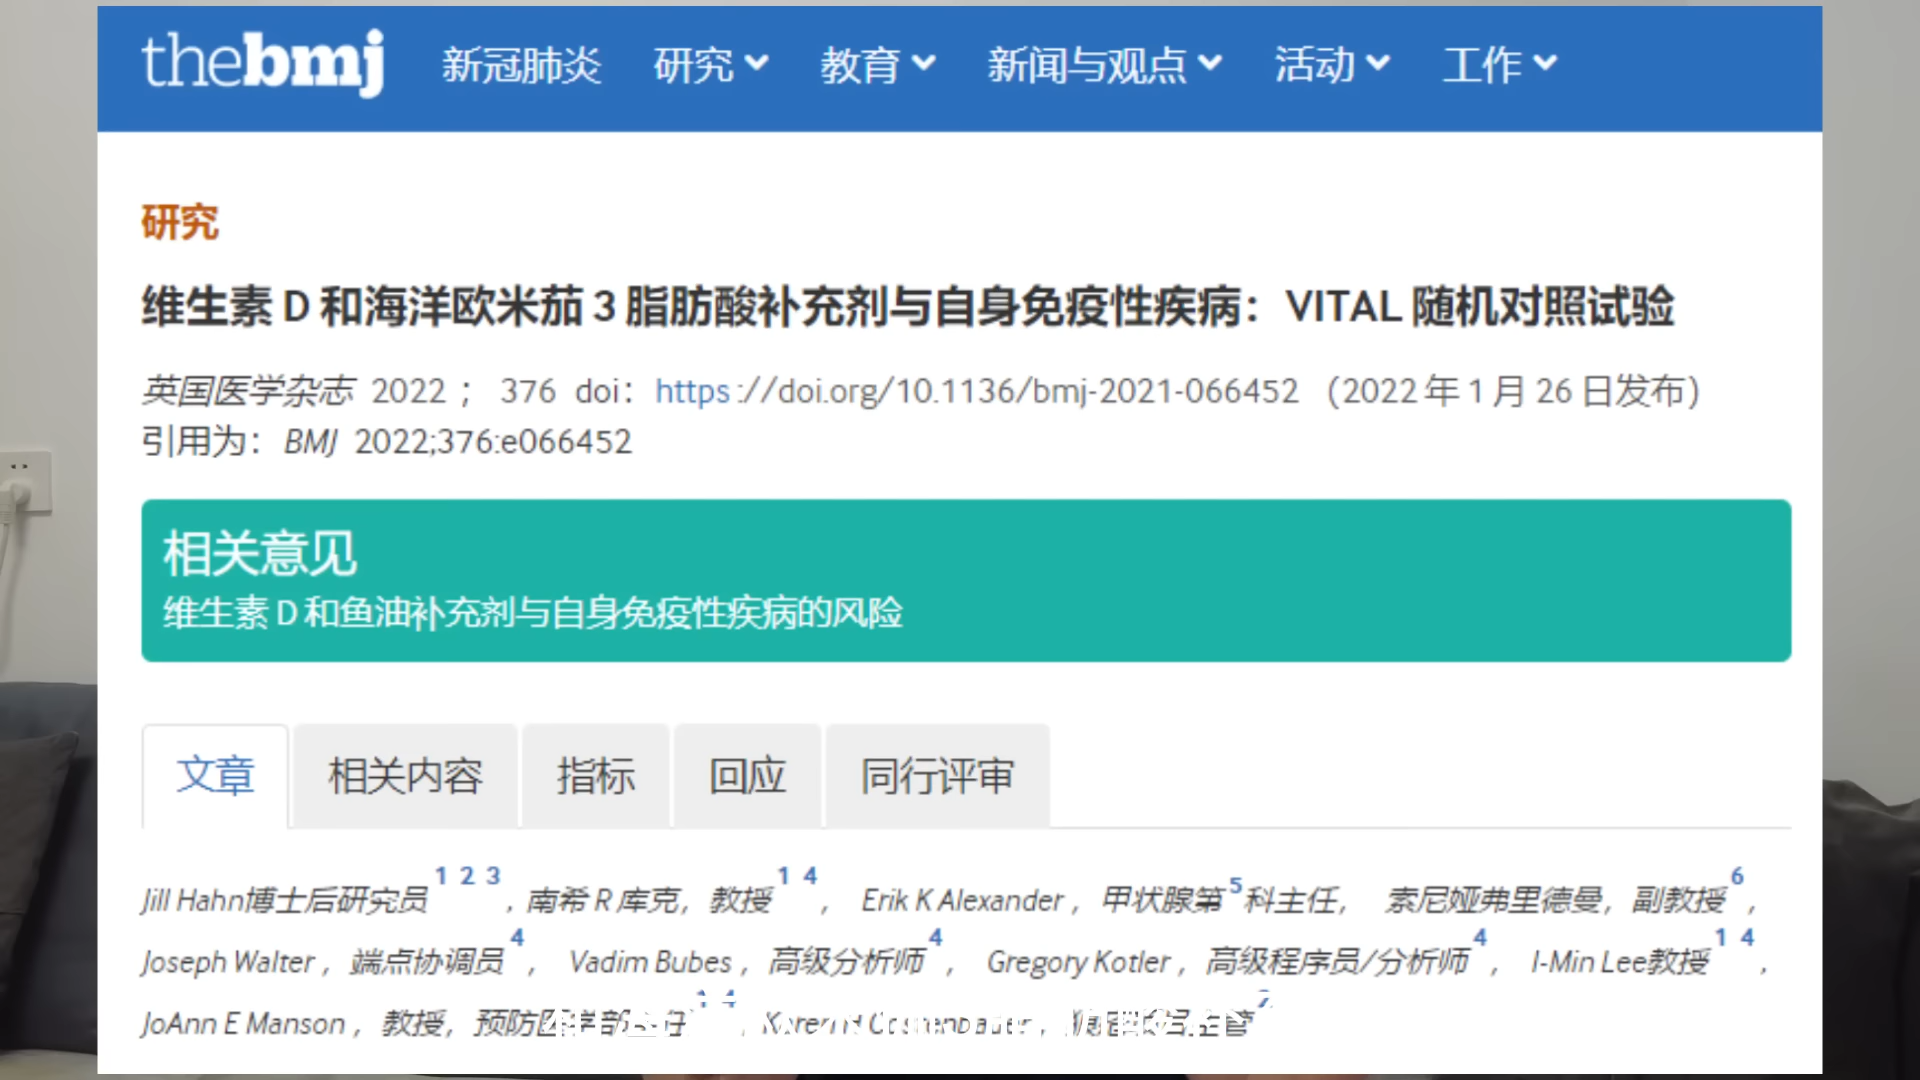 thebmj 新冠肺炎 研究 教育 新闻与观点 活动 工作
研究
维生素 D 和海洋欧米茄 3 脂肪酸补充剂与自身免疫性疾病：VITAL 随机对照试验
英国医学杂志 2022 ； 376 doi： https ://doi.org/10.1136/bmj-2021-066452 （2022 年 1 月 26 日发布）
引用为： BMJ 2022;376:e066452
相关意见
维生素 D 和鱼油补充剂与自身免疫性疾病的风险
文章 相关内容 指标 回应 同行评审
Jill Hahn博士后研究员 1 2 3 ，南希 R 库克，教授 1 4 ， Erik K Alexander ，甲状腺第 5 科主任， 索尼娅弗里德曼，副教授 6 ，
Joseph Walter ，端点协调员 4 ， Vadim Bubes ，高级分析师 4 ， Gregory Kotler ，高级程序员/分析师 4 ， I-Min Lee教授 1 4 ，
JoAnn E Manson ，教授，预防